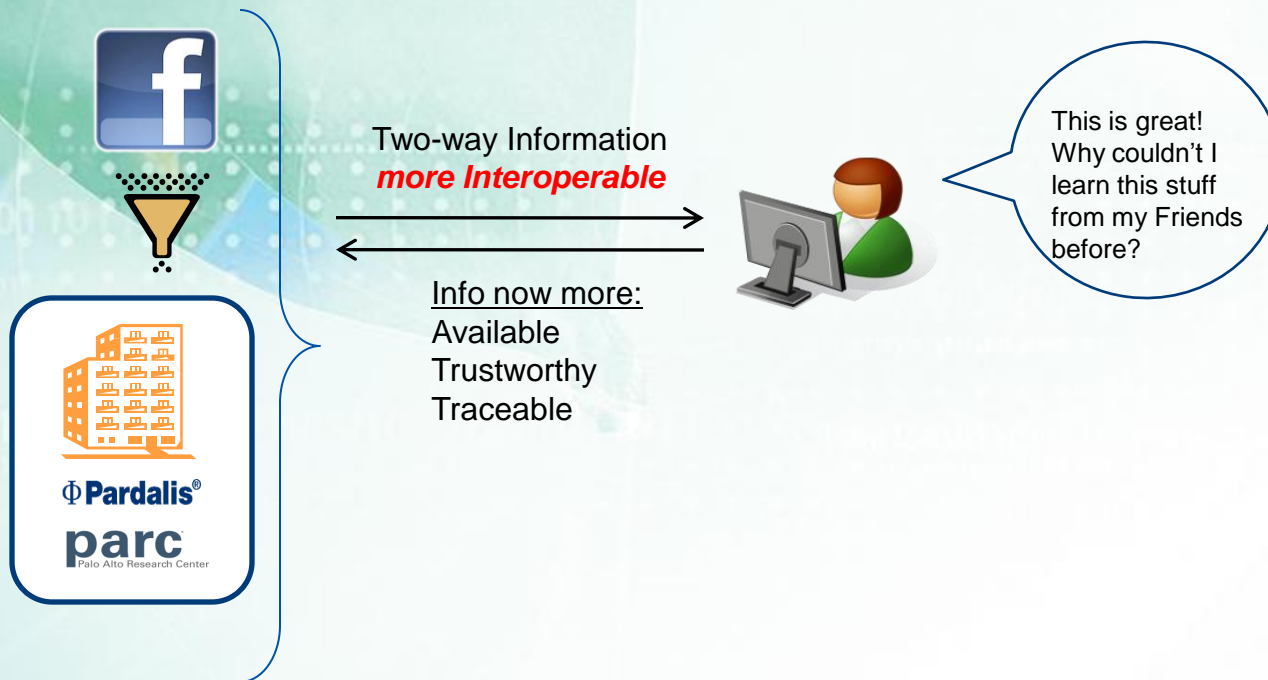 f
Two-way Information
more Interoperable
This is great!
Why couldn't I
learn this stuff
from my Friends
before?
Info now more:
Available
Trustworthy
Traceable
ΦPardalis®
parc
Palo Alto Research Center